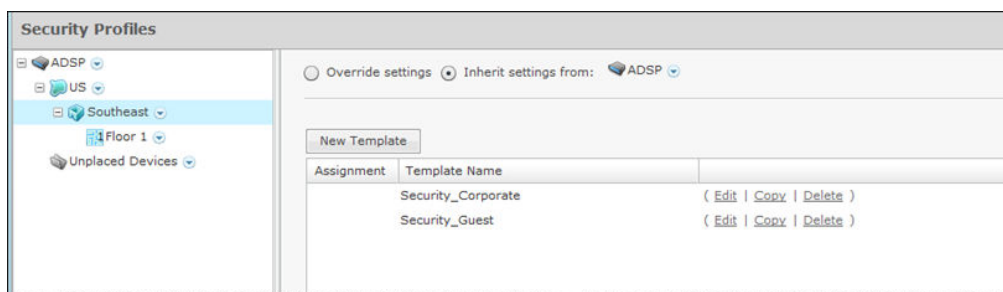 Security Profiles
ADSP
US
Southeast
1 Floor 1
Unplaced Devices
Override settings Inherit settings from: ADSP
New Template
Assignment Template Name
Security_Corporate ( Edit | Copy | Delete )
Security_Guest ( Edit | Copy | Delete )